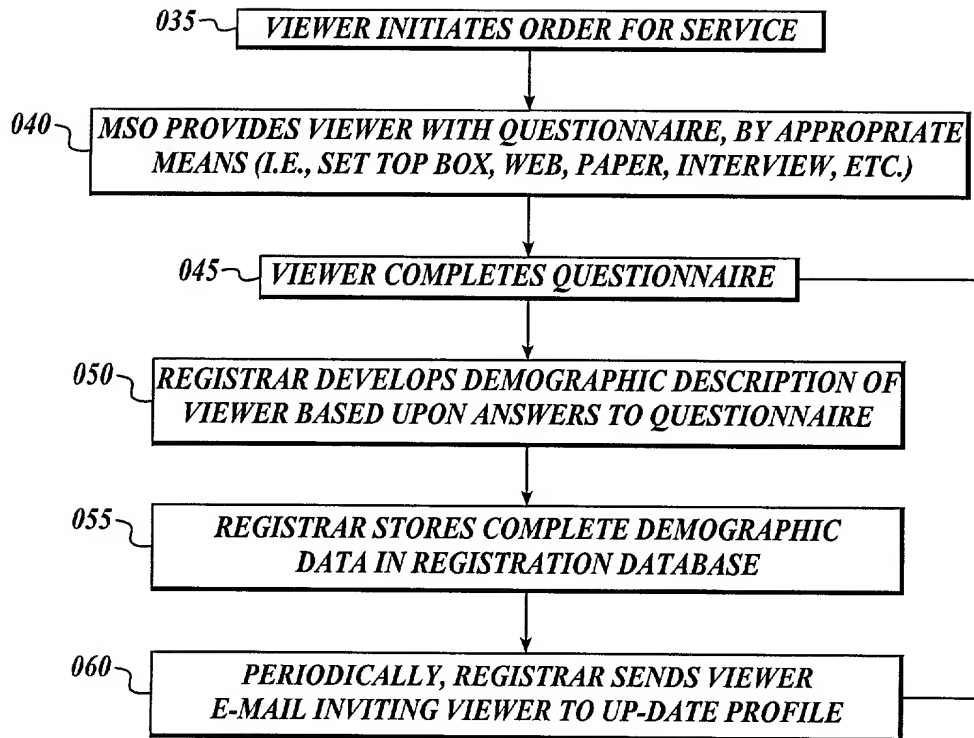 035
VIEWER INITIATES ORDER FOR SERVICE
040
MSO PROVIDES VIEWER WITH QUESTIONNAIRE, BY APPROPRIATE
MEANS (I.E., SET TOP BOX, WEB, PAPER, INTERVIEW, ETC.)
045
VIEWER COMPLETES QUESTIONNAIRE
050
REGISTRAR DEVELOPS DEMOGRAPHIC DESCRIPTION OF
VIEWER BASED UPON ANSWERS TO QUESTIONNAIRE
055
REGISTRAR STORES COMPLETE DEMOGRAPHIC
DATA IN REGISTRATION DATABASE
060
PERIODICALLY, REGISTRAR SENDS VIEWER
E-MAIL INVITING VIEWER TO UP-DATE PROFILE